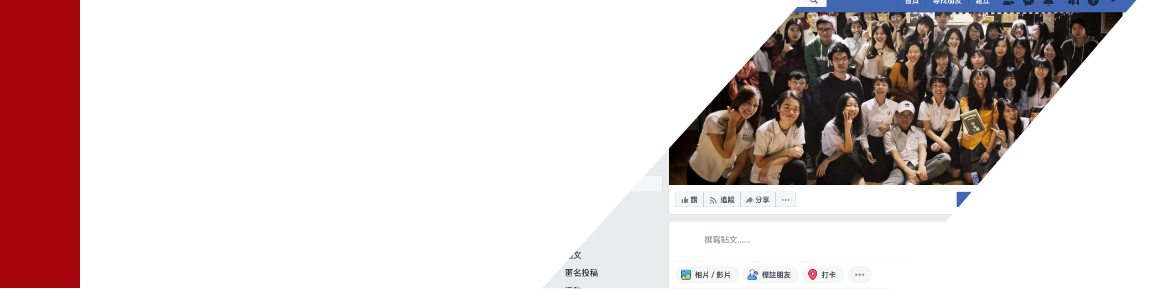 首頁 尋找朋友 建立
讚 追蹤 分享
撰寫貼文......
文
匿名投稿
相片 / 影片 標註朋友 打卡